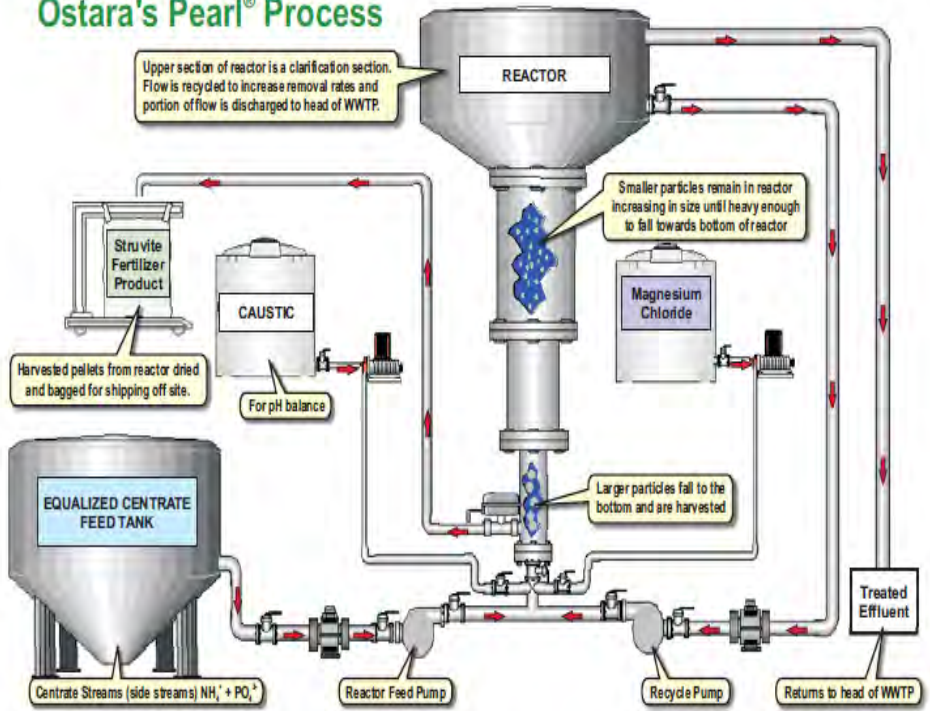 Ostara's Pearl® Process
Upper section of reactor is a clarification section.
Flow is recycled to increase removal rates and
portion of flow is discharged to head of WWTP.
REACTOR
Smaller particles remain in reactor
increasing in size until heavy enough
to fall towards bottom of reactor
Struvite
Fertilizer
Product
CAUSTIC
Magnesium
Chloride
Harvested pellets from reactor dried
and bagged for shipping off site.
For pH balance
EQUALIZED CENTRATE
FEED TANK
Larger particles fall to the
bottom and are harvested
Treated
Effluent
Centrate Streams (side streams) NH₄⁺ + PO₄³⁻
Reactor Feed Pump
Recycle Pump
Returns to head of WWTP